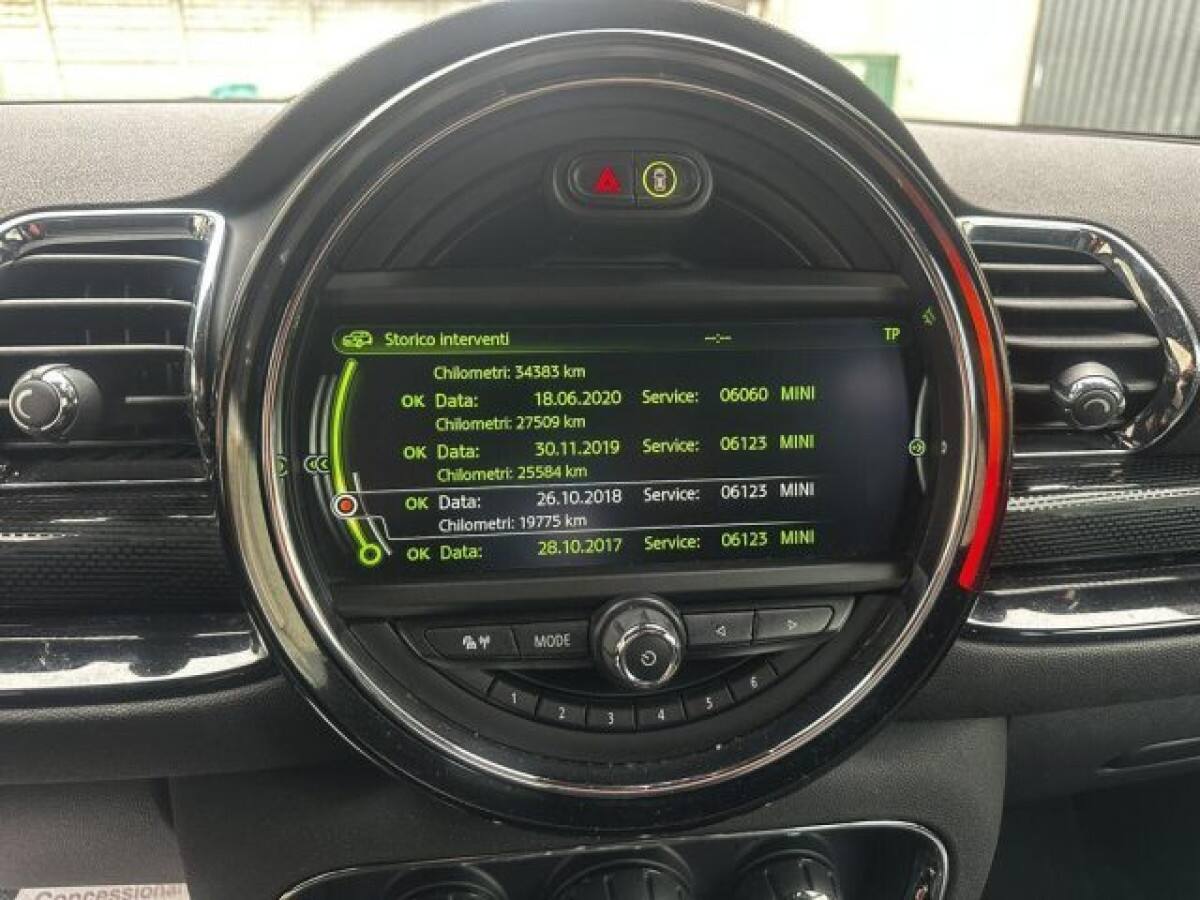 Storico interventi --:-- TP
Chilometri: 34383 km
OK Data: 18.06.2020 Service: 06060 MINI
Chilometri: 27509 km
OK Data: 30.11.2019 Service: 06123 MINI
Chilometri: 25584 km
OK Data: 26.10.2018 Service: 06123 MINI
Chilometri: 19775 km
OK Data: 28.10.2017 Service: 06123 MINI
MODE
1 2 3 4 5 6
Concessional